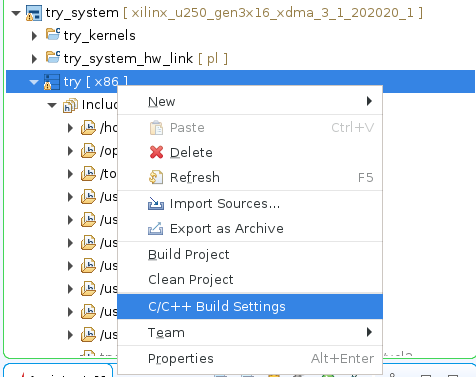 try_system [ xilinx_u250_gen3x16_xdma_3_1_202020_1 ]
try_kernels
try_system_hw_link [ pl ]
try [ x86 ]
Inclu
/ho
/op
/to
/us
/us
/us
/us
/us
/us
New
Paste Ctrl+V
Delete
Refresh F5
Import Sources...
Export as Archive
Build Project
Clean Project
C/C++ Build Settings
Team
Properties Alt+Enter